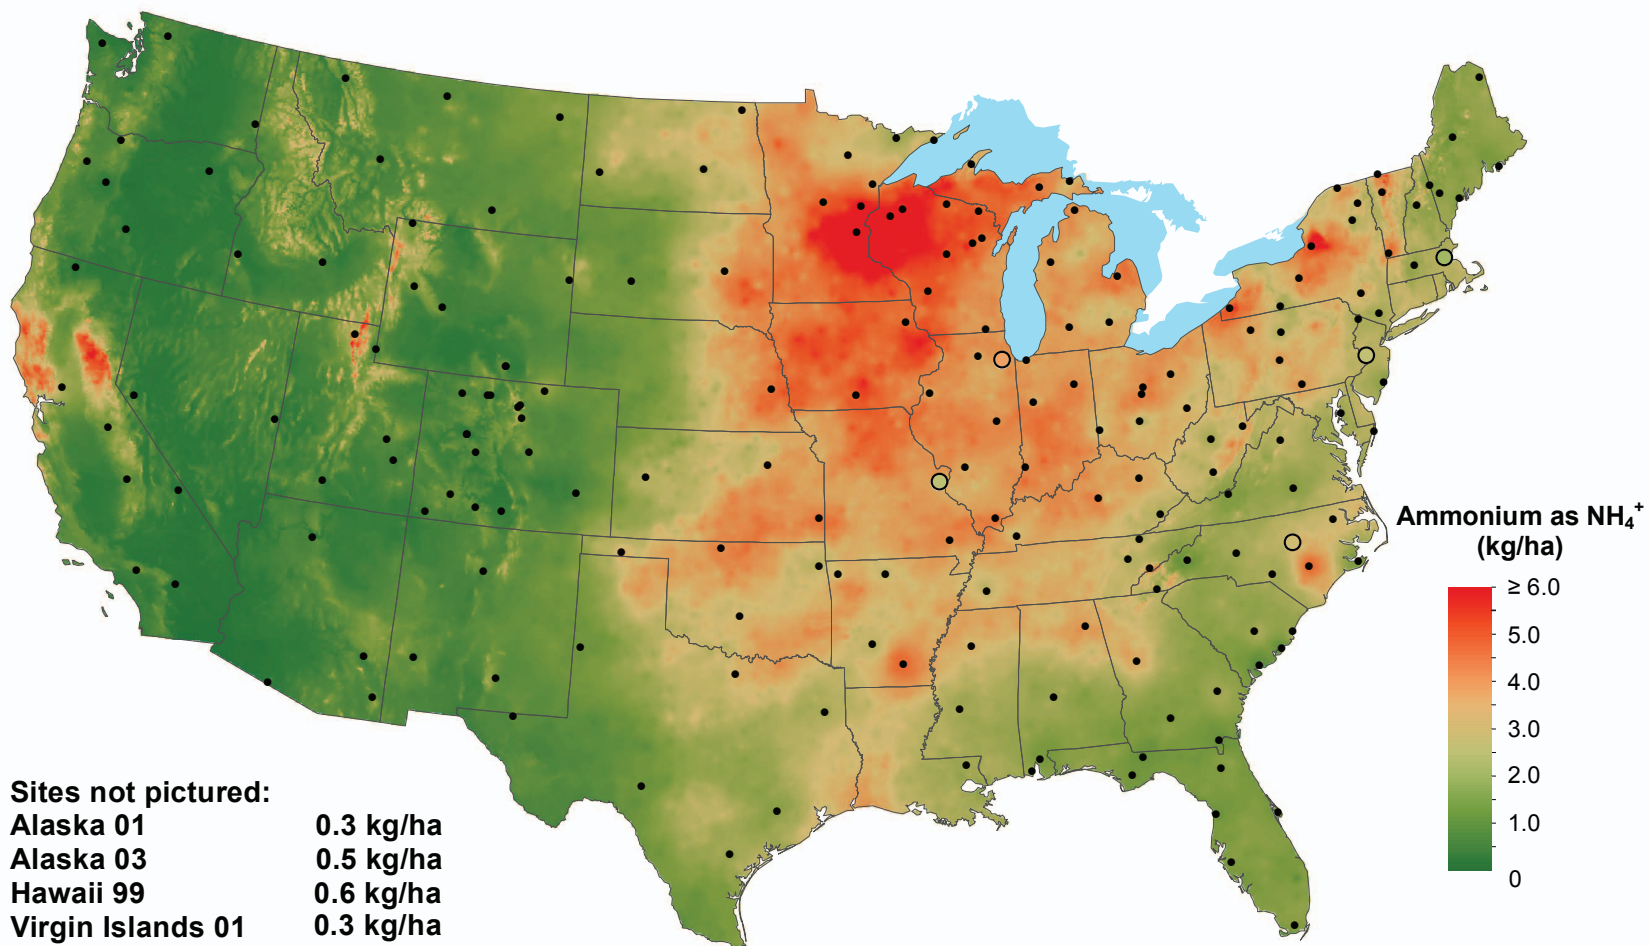 Ammonium as NH₄⁺
(kg/ha)
≥ 6.0
5.0
4.0
3.0
2.0
1.0
0
Sites not pictured:
Alaska 01 0.3 kg/ha
Alaska 03 0.5 kg/ha
Hawaii 99 0.6 kg/ha
Virgin Islands 01 0.3 kg/ha